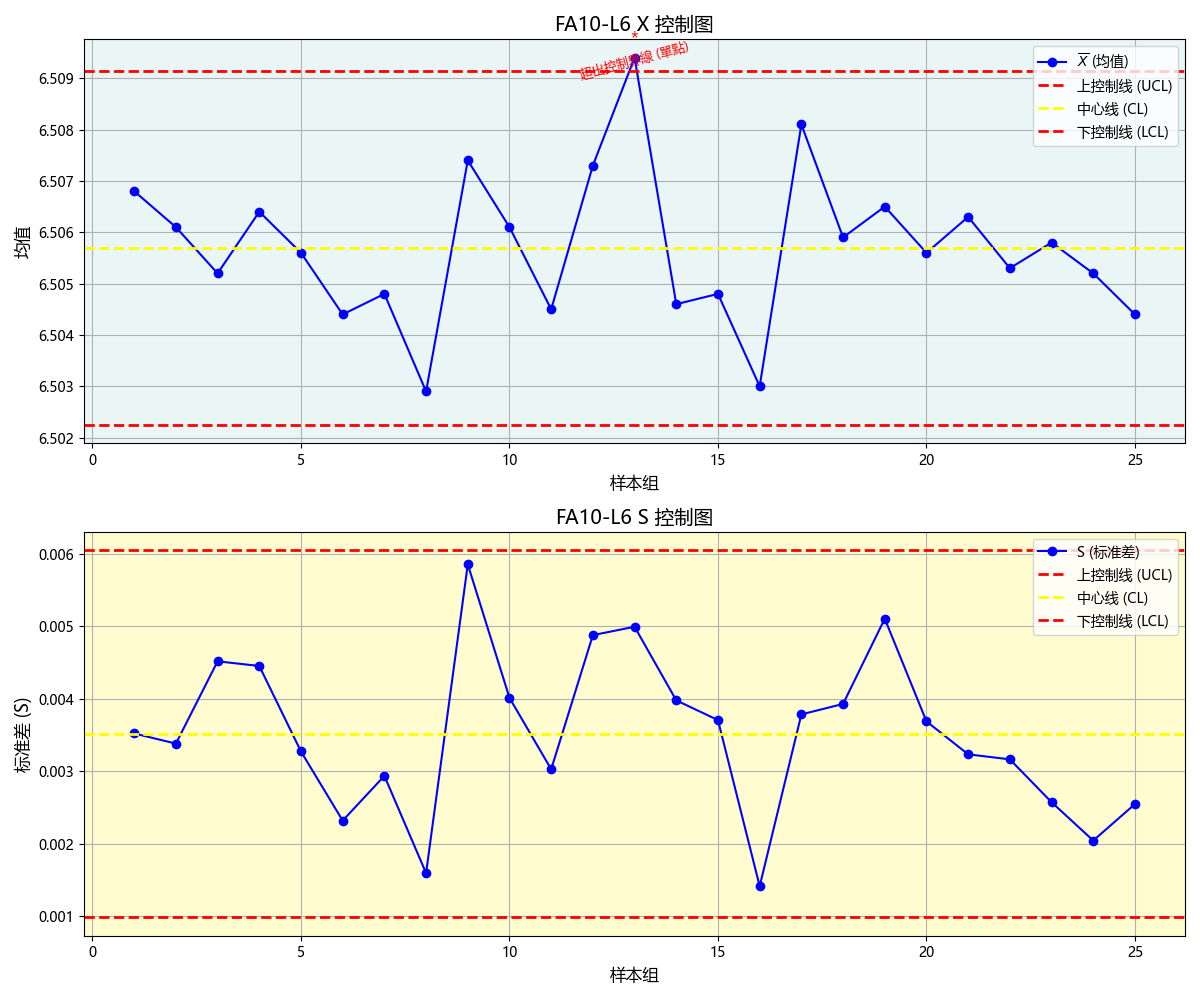 FA10-L6 X 控制图
*
超出控制界線 (單點)
X (均值)
上控制线 (UCL)
中心线 (CL)
下控制线 (LCL)
均值
6.509
6.508
6.507
6.506
6.505
6.504
6.503
6.502
0 5 10 15 20 25
样本组
FA10-L6 S 控制图
S (标准差)
上控制线 (UCL)
中心线 (CL)
下控制线 (LCL)
标准差 (S)
0.006
0.005
0.004
0.003
0.002
0.001
0 5 10 15 20 25
样本组